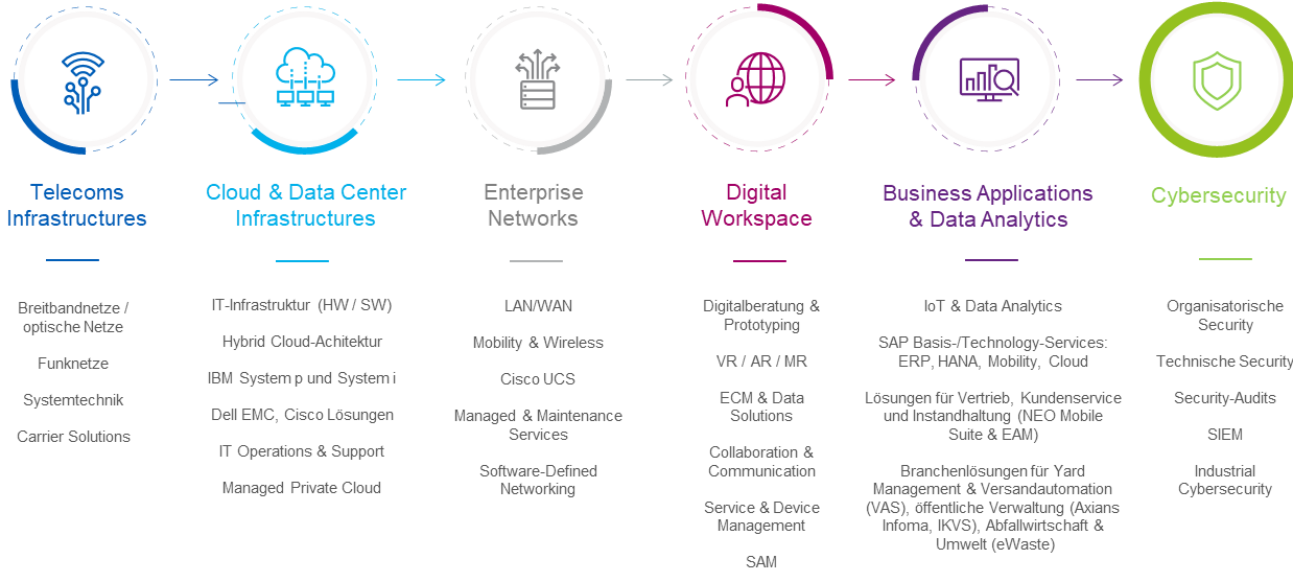 Telecoms
Infrastructures
Breitbandnetze /
optische Netze
Funknetze
Systemtechnik
Carrier Solutions
Cloud & Data Center
Infrastructures
IT-Infrastruktur (HW / SW)
Hybrid Cloud-Achitektur
IBM System p und System i
Dell EMC, Cisco Lösungen
IT Operations & Support
Managed Private Cloud
Enterprise
Networks
LAN/WAN
Mobility & Wireless
Cisco UCS
Managed & Maintenance
Services
Software-Defined
Networking
Digital
Workspace
Digitalberatung &
Prototyping
VR / AR / MR
ECM & Data
Solutions
Collaboration &
Communication
Service & Device
Management
SAM
Business Applications
& Data Analytics
IoT & Data Analytics
SAP Basis-/Technology-Services:
ERP, HANA, Mobility, Cloud
Lösungen für Vertrieb, Kundenservice
und Instandhaltung (NEO Mobile
Suite & EAM)
Branchenlösungen für Yard
Management & Versandautomation
(VAS), öffentliche Verwaltung (Axians
Infoma, IKVS), Abfallwirtschaft &
Umwelt (eWaste)
Cybersecurity
Organisatorische
Security
Technische Security
Security-Audits
SIEM
Industrial
Cybersecurity